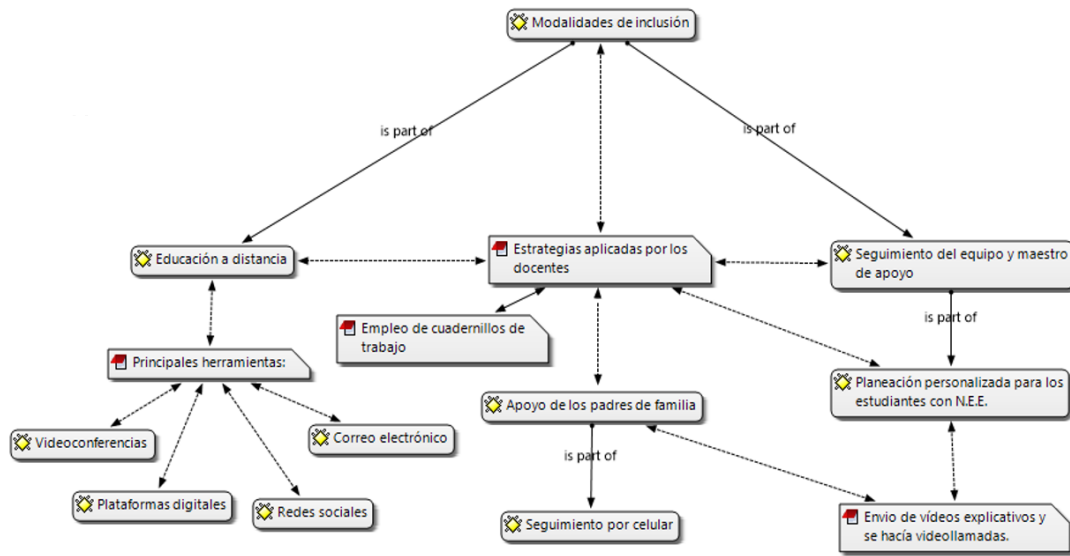 Modalidades de inclusión
is part of
is part of
Educación a distancia
Estrategias aplicadas por los
docentes
Seguimiento del equipo y maestro
de apoyo
Empleo de cuadernillos de
trabajo
is part of
Principales herramientas:
Planeación personalizada para los
estudiantes con N.E.E.
Apoyo de los padres de familia
Videoconferencias
Correo electrónico
is part of
Plataformas digitales
Redes sociales
Seguimiento por celular
Envio de vídeos explicativos y
se hacía videollamadas.